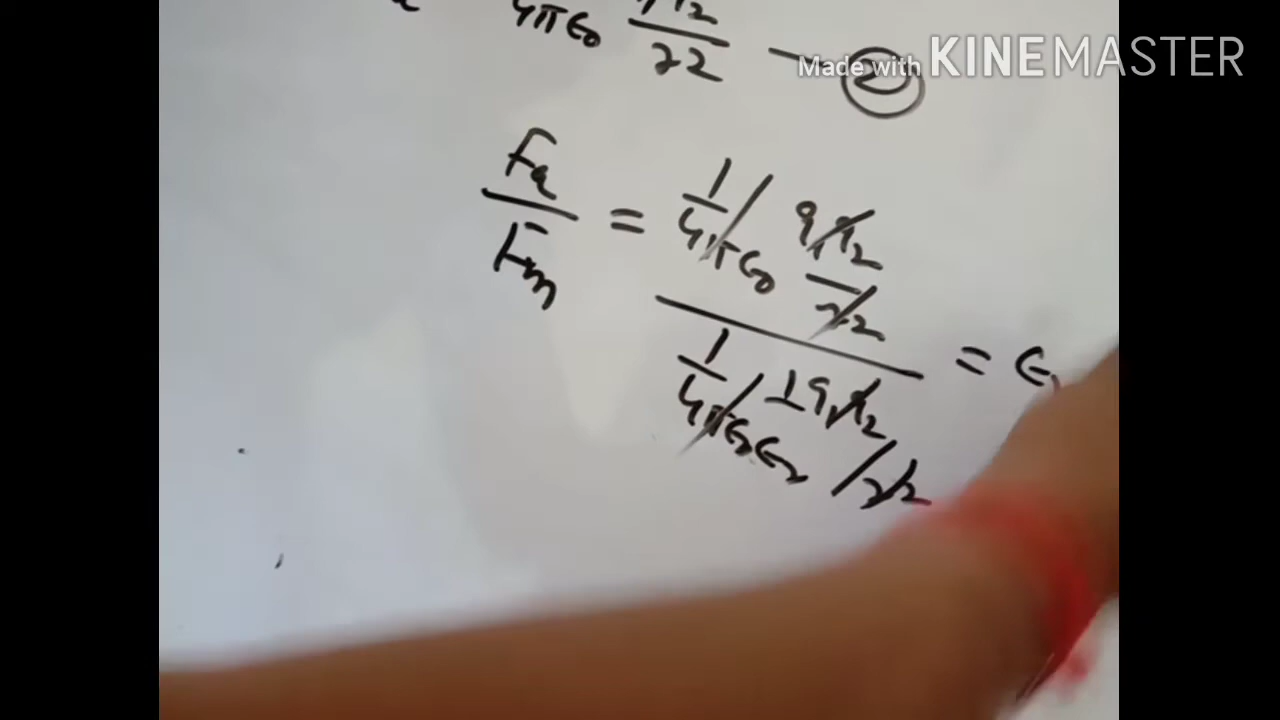 4πϵ₀ q₁q₂/r² — ②
Made with KINEMASTER
Fₐ/Fₘ = (1/4πϵ₀ q₁q₂/r²)/(1/4πϵ₀ϵᵣ q₁q₂/r²) = ϵᵣ